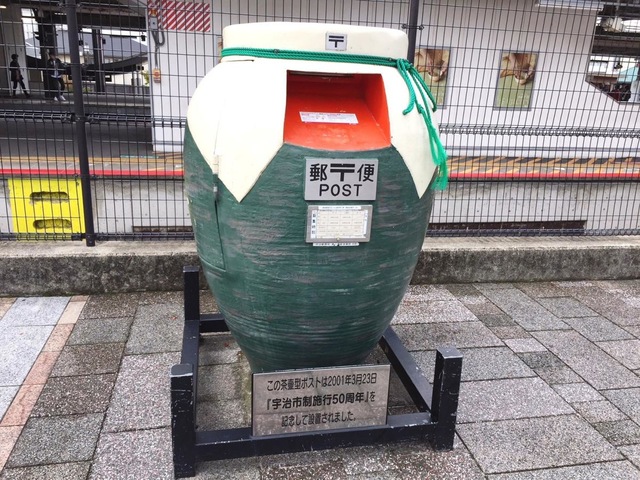 〒
郵〒便
POST
この茶壷ポストは2001年3月23日
『宇治市制施行50周年』を
記念して設置されました.